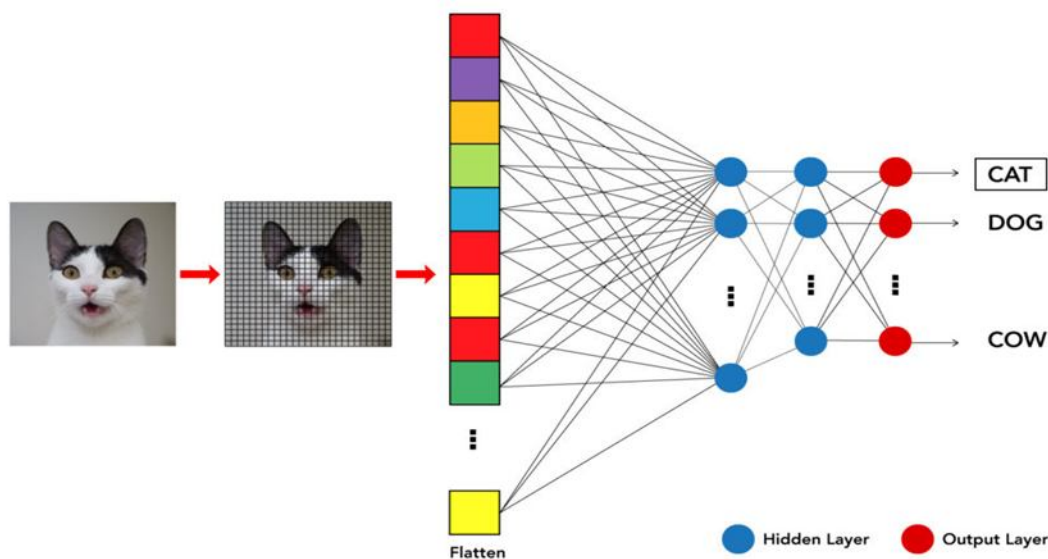 CAT
DOG
COW
Flatten
Hidden Layer
Output Layer